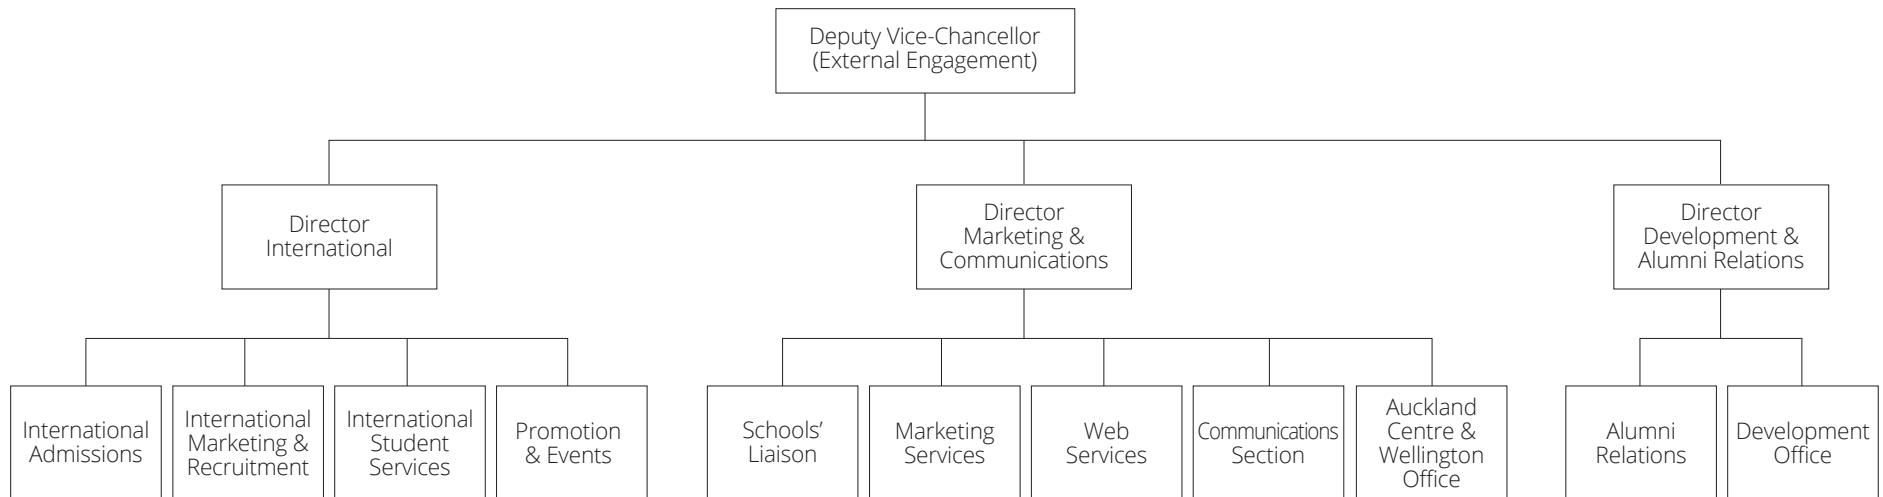 Deputy Vice-Chancellor
(External Engagement)
Director
International
Director
Marketing &
Communications
Director
Development &
Alumni Relations
International
Admissions
International
Marketing &
Recruitment
International
Student
Services
Promotion
& Events
Schools’
Liaison
Marketing
Services
Web
Services
Communications
Section
Auckland
Centre &
Wellington
Office
Alumni
Relations
Development
Office